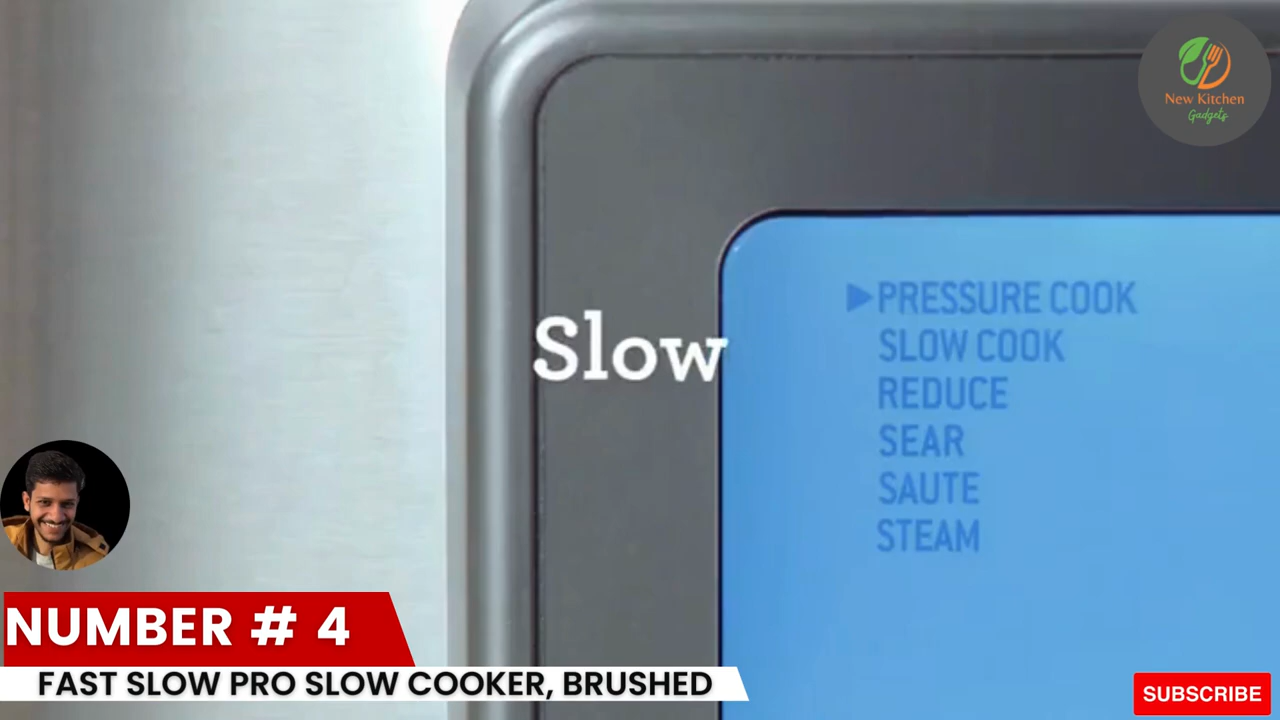 New Kitchen
Gadgets
PRESSURE COOK
SLOW COOK
REDUCE
SEAR
SAUTE
STEAM
Slow
NUMBER # 4
FAST SLOW PRO SLOW COOKER, BRUSHED
SUBSCRIBE